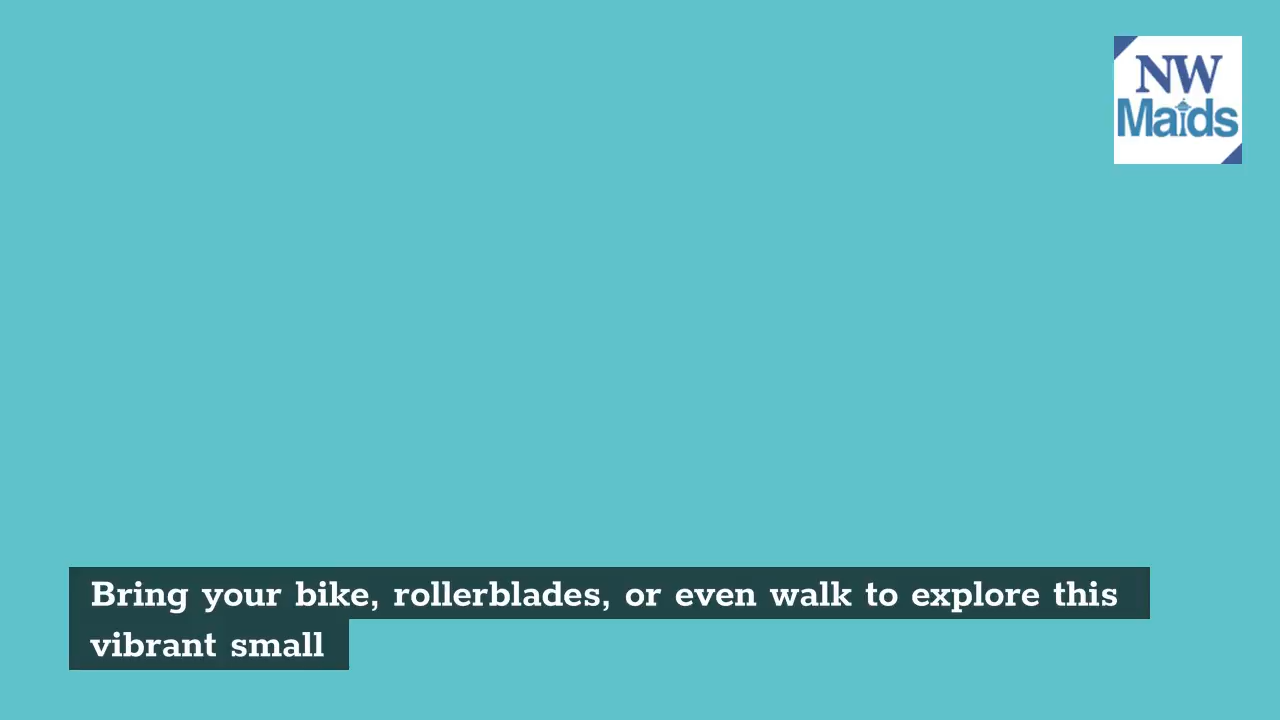 NW
Maids
Bring your bike, rollerblades, or even walk to explore this
vibrant small